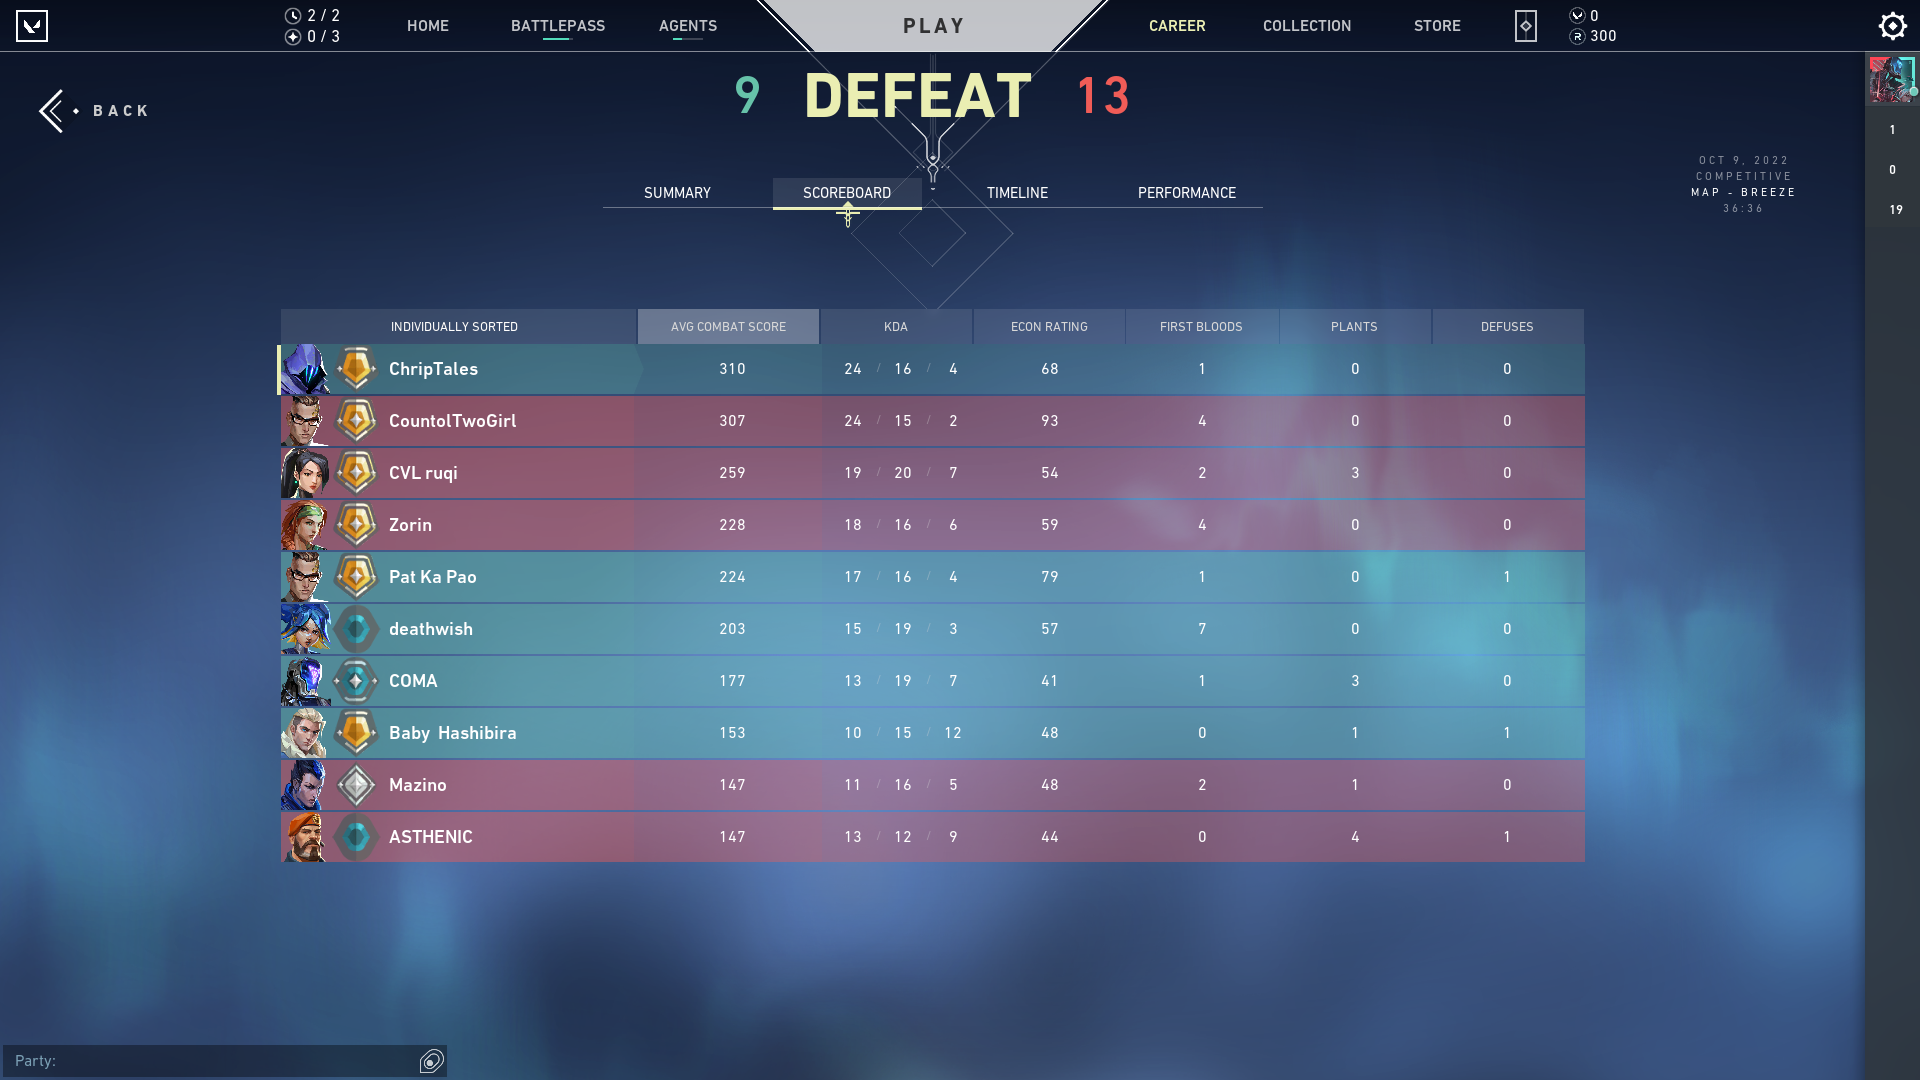 2 / 2
0 / 3
HOME
BATTLEPASS
AGENTS
PLAY
CAREER
COLLECTION
STORE
0
R 300
BACK
9 DEFEAT 13
SUMMARY
SCOREBOARD
TIMELINE
PERFORMANCE
OCT 9, 2022
COMPETITIVE
MAP - BREEZE
36:36
1
0
19
INDIVIDUALLY SORTED AVG COMBAT SCORE KDA ECON RATING FIRST BLOODS PLANTS DEFUSES
ChripTales 310 24 / 16 / 4 68 1 0 0
CountolTwoGirl 307 24 / 15 / 2 93 4 0 0
CVL ruqi 259 19 / 20 / 7 54 2 3 0
Zorin 228 18 / 16 / 6 59 4 0 0
Pat Ka Pao 224 17 / 16 / 4 79 1 0 1
deathwish 203 15 / 19 / 3 57 7 0 0
COMA 177 13 / 19 / 7 41 1 3 0
Baby Hashibira 153 10 / 15 / 12 48 0 1 1
Mazino 147 11 / 16 / 5 48 2 1 0
ASTHENIC 147 13 / 12 / 9 44 0 4 1
Party: